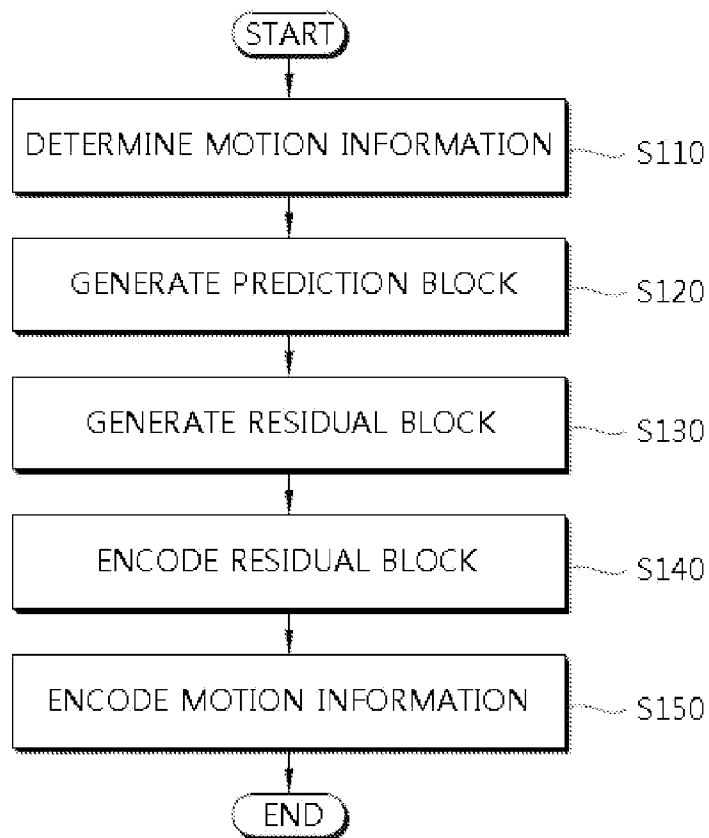 START
DETERMINE MOTION INFORMATION
S110
GENERATE PREDICTION BLOCK
S120
GENERATE RESIDUAL BLOCK
S130
ENCODE RESIDUAL BLOCK
S140
ENCODE MOTION INFORMATION
S150
END